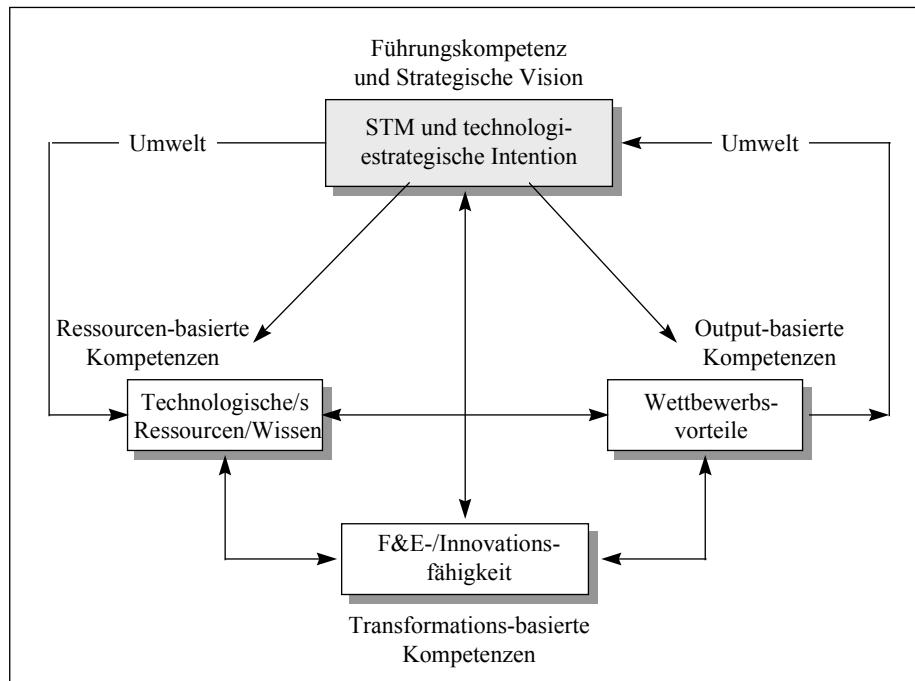 Führungskompetenz
und Strategische Vision
STM und technologi-
estrategische Intention
Umwelt
Umwelt
Ressourcen-basierte
Kompetenzen
Output-basierte
Kompetenzen
Technologische/s
Ressourcen/Wissen
Wettbewerbs-
vorteile
F&E-/Innovations-
fähigkeit
Transformations-basierte
Kompetenzen